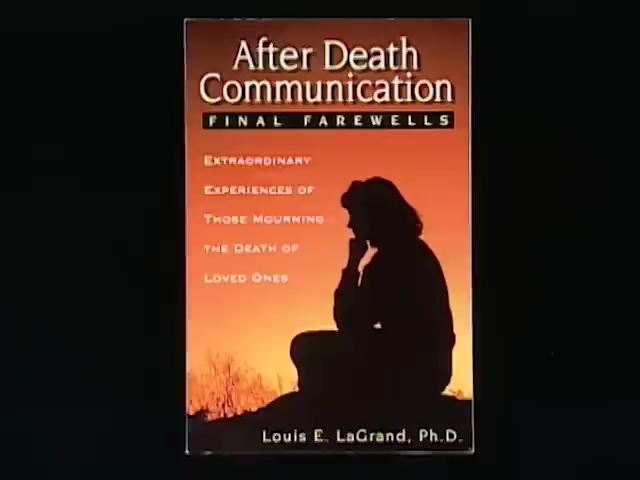 After Death
Communication
FINAL FAREWELLS
EXTRAORDINARY
EXPERIENCES OF
THOSE MOURNING
THE DEATH OF
LOVED ONES
Louis E. LaGrand, Ph.D.